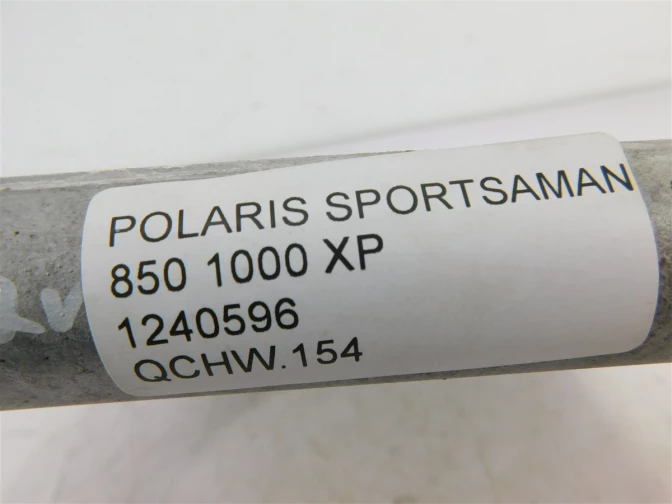 POLARIS SPORTSAMAN
850 1000 XP
1240596
QCHW.154